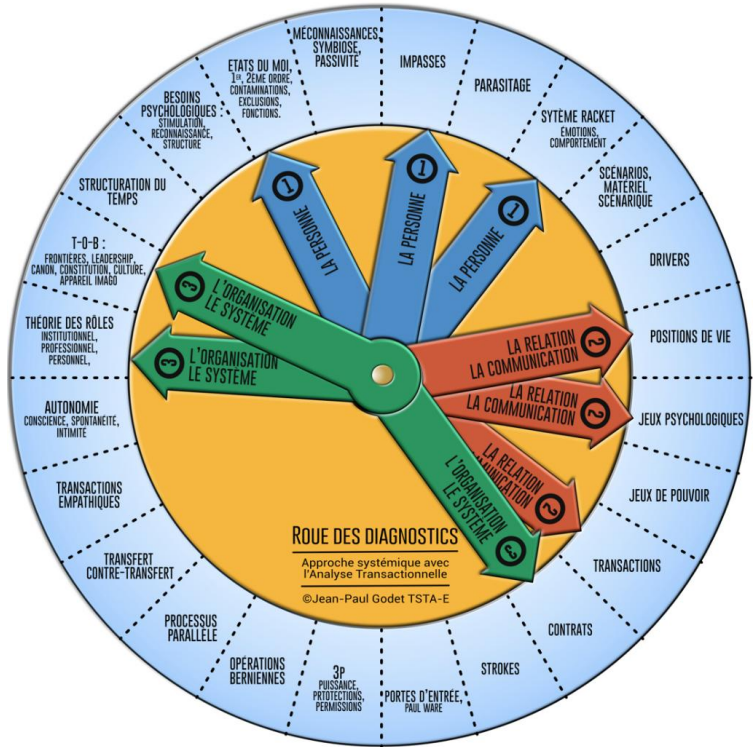 MÉCONNAISSANCES,
SYMBIOSE,
PASSIVITÉ
IMPASSES
PARASITAGE
SYTÈME RACKET
ÉMOTIONS,
COMPORTEMENT
SCÉNARIOS,
MATÉRIEL
SCÉNARIQUE
DRIVERS
POSITIONS DE VIE
JEUX PSYCHOLOGIQUES
JEUX DE POUVOIR
TRANSACTIONS
CONTRATS
STROKES
PORTES D'ENTRÉE,
PAUL WARE
3P
PUISSANCE,
PROTECTIONS,
PERMISSIONS
OPÉRATIONS
BERNIENNES
PROCESSUS
PARALLÈLE
TRANSFERT
CONTRE-TRANSFERT
TRANSACTIONS
EMPATHIQUES
AUTONOMIE
CONSCIENCE, SPONTANÉITÉ,
INTIMITÉ
THÉORIE DES RÔLES
INSTITUTIONNEL,
PROFESSIONNEL,
PERSONNEL,
T-O-B :
FRONTIÈRES, LEADERSHIP,
CANON, CONSTITUTION, CULTURE,
APPAREIL IMAGO
STRUCTURATION DU
TEMPS
BESOINS
PSYCHOLOGIQUES :
STIMULATION,
RECONNAISSANCE,
STRUCTURE
ETATS DU MOI,
1ER, 2ÈME ORDRE,
CONTAMINATIONS,
EXCLUSIONS,
FONCTIONS.
1
LA PERSONNE
1
LA PERSONNE
1
LA PERSONNE
LA RELATION
LA COMMUNICATION
2
LA RELATION
LA COMMUNICATION
2
LA RELATION
MUNICATION
2
L'ORGANISATION
LE SYSTÈME
3
3
L'ORGANISATION
LE SYSTÈME
3
L'ORGANISATION
LE SYSTÈME
ROUE DES DIAGNOSTICS
Approche systémique avec
l'Analyse Transactionnelle
©Jean-Paul Godet TSTA-E